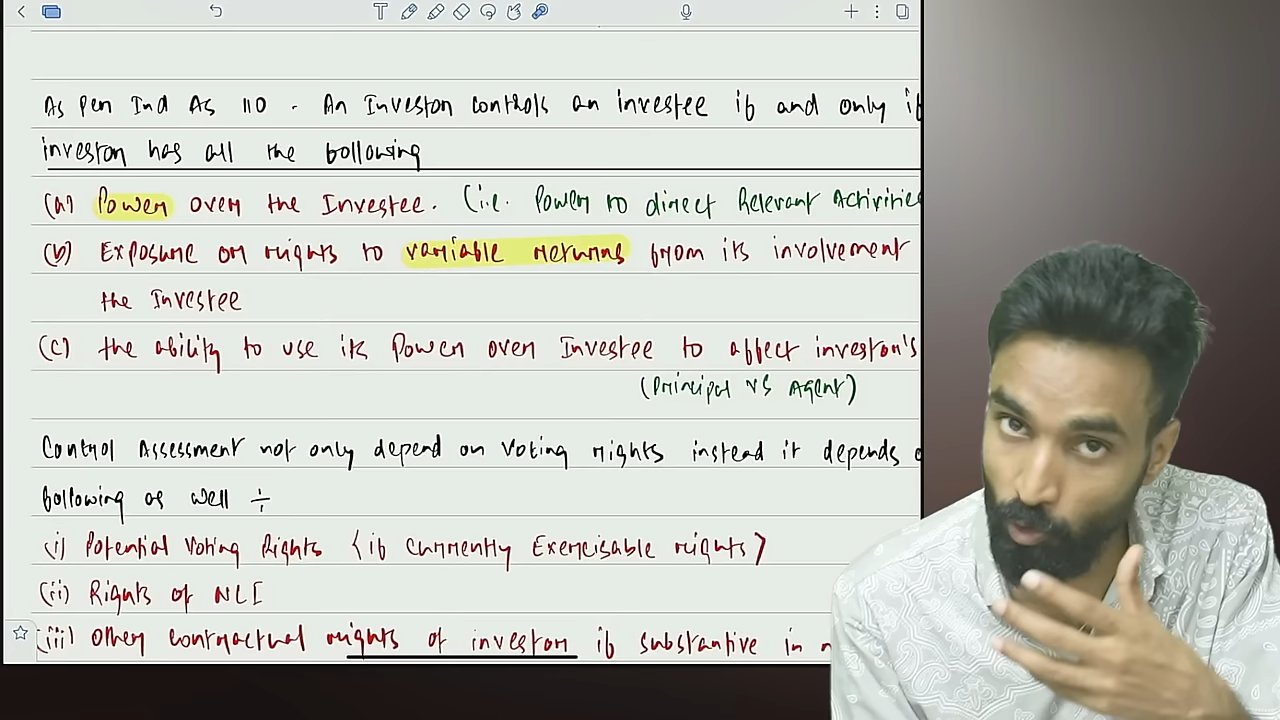 As per Ind As 110 - An Investor controls an investee if and only if
investor has all the following
(a) Power over the Investee. (i.e. Power to direct Relevant Activities
(b) Exposure or rights to variable returns from its involvement
the Investee
(c) the ability to use its Power over Investee to affect investor's
(Principal vs Agent)
Control Assessment not only depend on Voting rights instead it depends
following as well ÷
(i) Potential Voting Rights {if currently Exercisable rights}
(ii) Rights of NCI
(iii) Other contractual rights of investor if substantive in